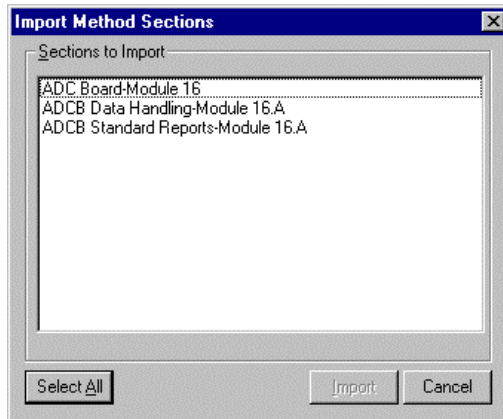 Import Method Sections
Sections to Import
ADC Board-Module 16
ADCB Data Handling-Module 16.A
ADCB Standard Reports-Module 16.A
Select All
Import
Cancel